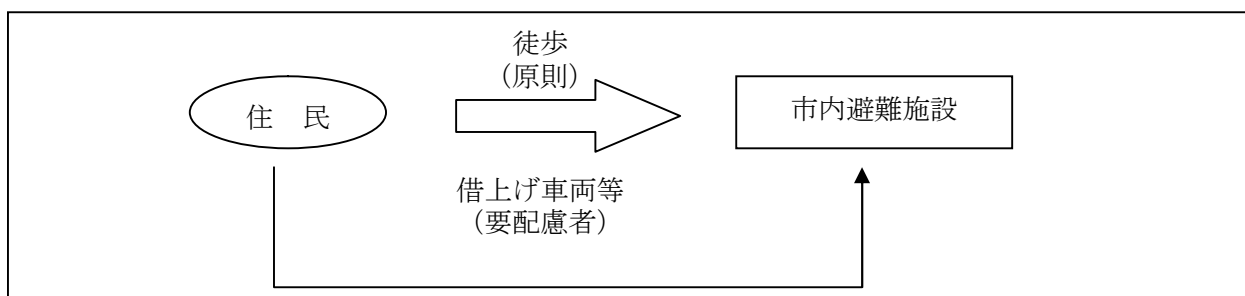 徒歩
(原則)
住 民
市内避難施設
借上げ車両等
(要配慮者)